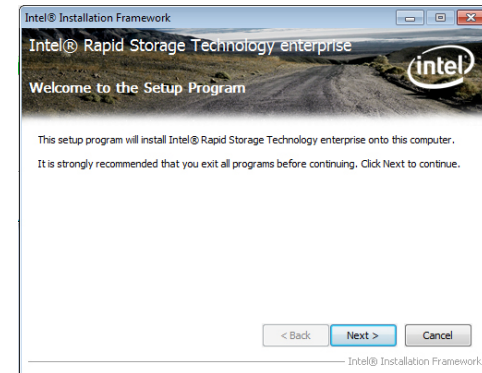 Intel® Installation Framework
Intel® Rapid Storage Technology enterprise
intel
Welcome to the Setup Program
This setup program will install Intel® Rapid Storage Technology enterprise onto this computer.
It is strongly recommended that you exit all programs before continuing. Click Next to continue.
< Back Next > Cancel
Intel® Installation Framework